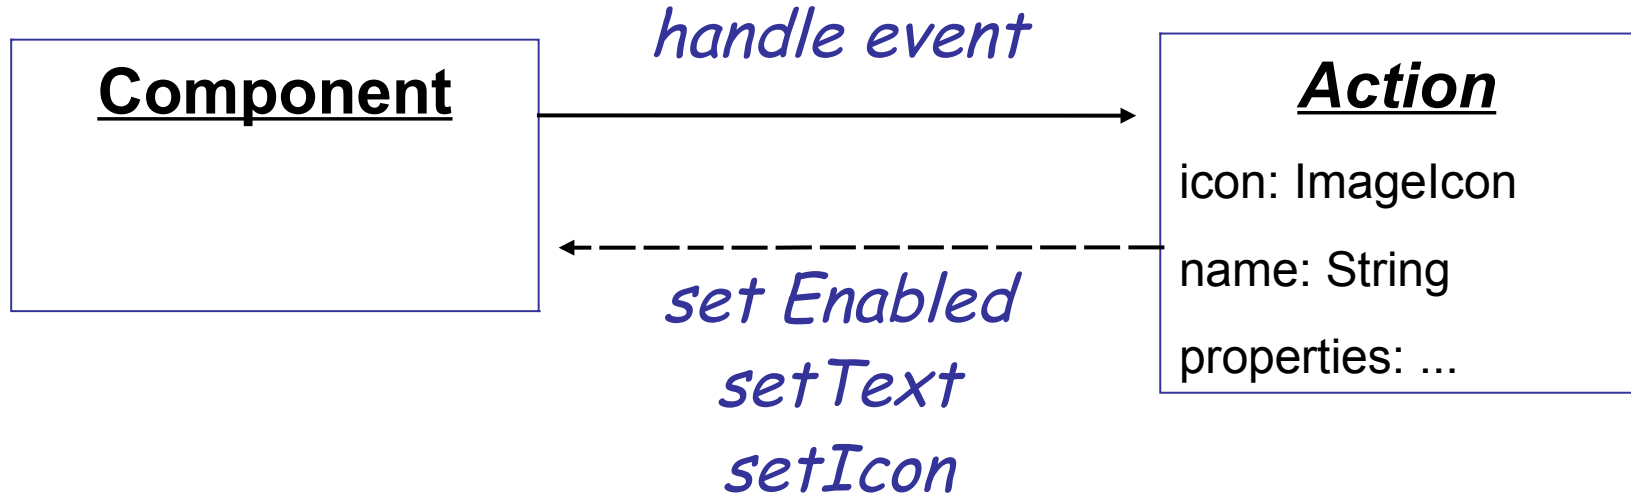 handle event
Component
Action
icon: ImageIcon
name: String
properties: ...
set Enabled
setText
setIcon